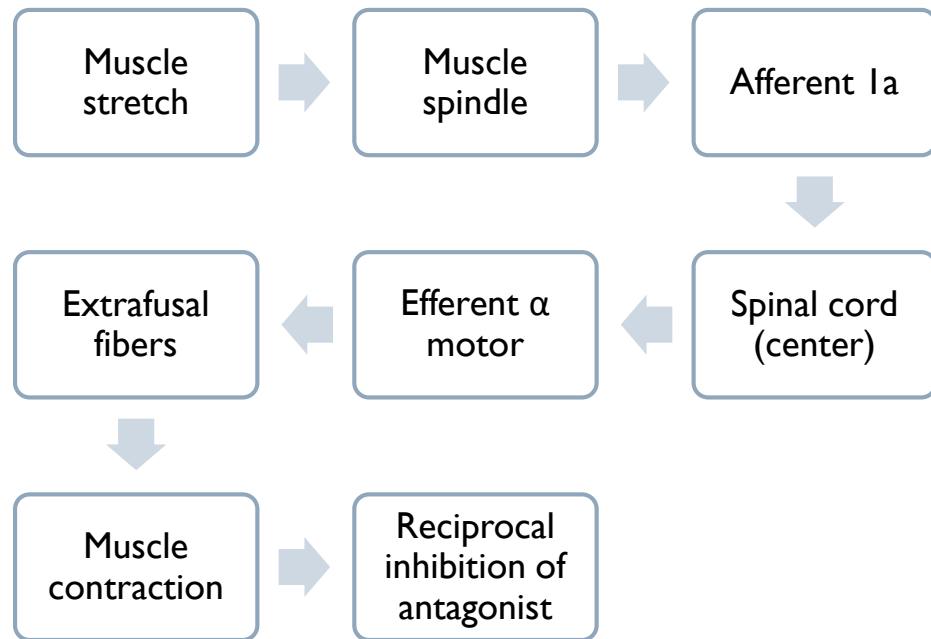 Muscle
stretch
Muscle
spindle
Afferent 1a
Spinal cord
(center)
Efferent α
motor
Extrafusal
fibers
Muscle
contraction
Reciprocal
inhibition of
antagonist